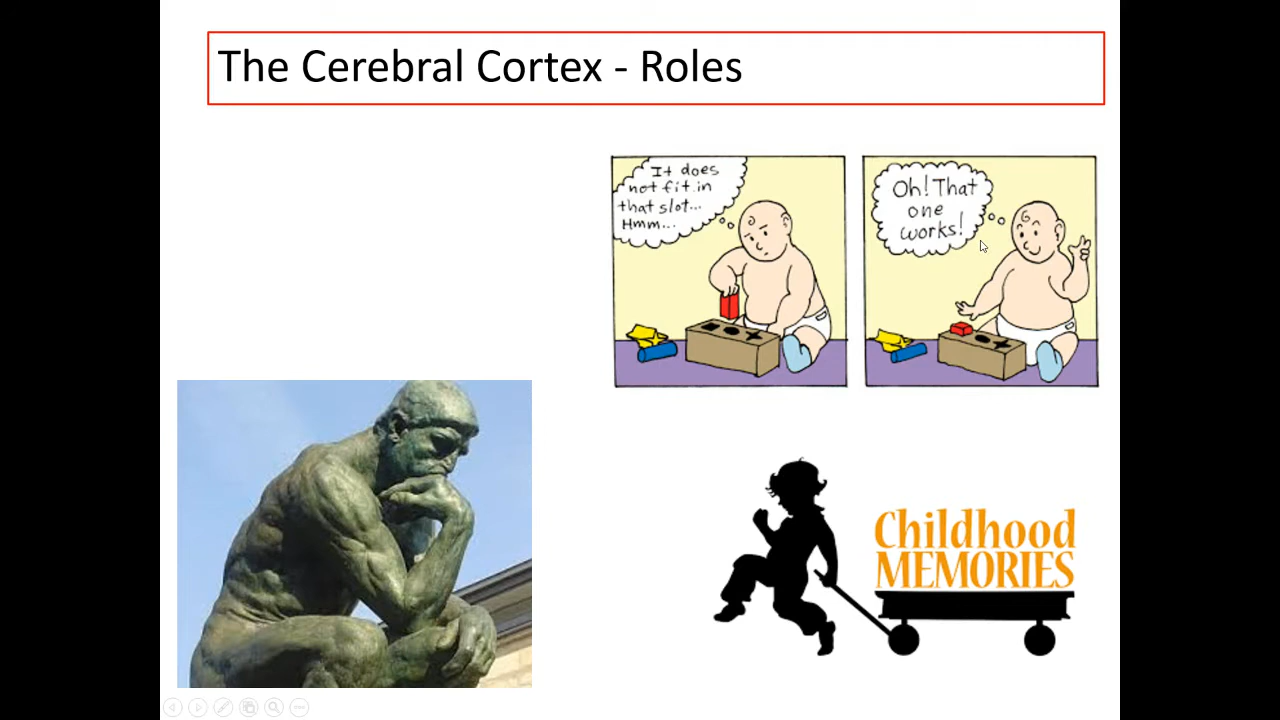 The Cerebral Cortex - Roles
It does
not fit in
that slot...
Hmm...
Oh! That
one
works!
Childhood
MEMORIES